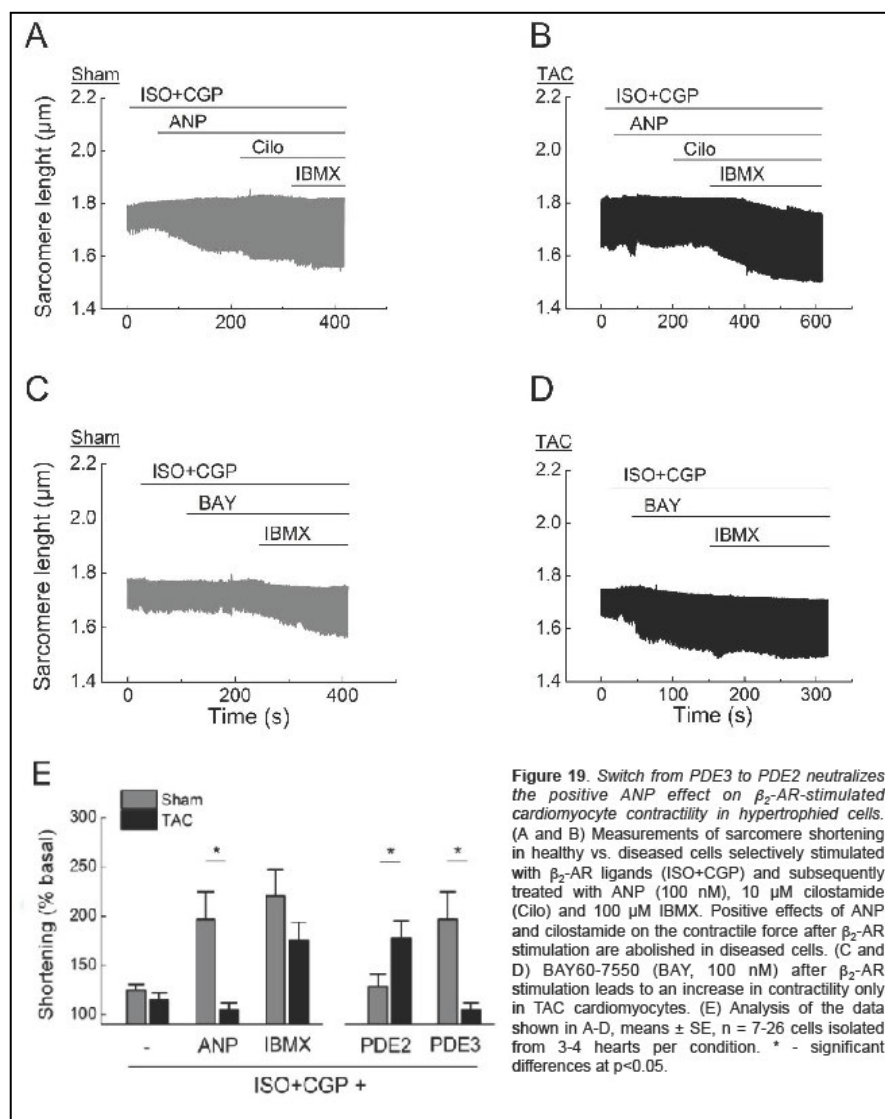 A
Sham
ISO+CGP
ANP
Cilo
IBMX
Sarcomere lenght (µm)
2.2
2.0
1.8
1.6
1.4
0 200 400
B
TAC
ISO+CGP
ANP
Cilo
IBMX
2.2
2.0
1.8
1.6
1.4
0 200 400 600
C
Sham
ISO+CGP
BAY
IBMX
Sarcomere lenght (µm)
2.2
2.0
1.8
1.6
1.4
0 200 400
Time (s)
D
TAC
ISO+CGP
BAY
IBMX
2.2
2.0
1.8
1.6
1.4
0 100 200 300
Time (s)
E
Sham
TAC
Shortening (% basal)
300
250
200
150
100
* * *
- ANP IBMX PDE2 PDE3
ISO+CGP +
Figure 19. Switch from PDE3 to PDE2 neutralizes
the positive ANP effect on β₂-AR-stimulated
cardiomyocyte contractility in hypertrophied cells.
(A and B) Measurements of sarcomere shortening
in healthy vs. diseased cells selectively stimulated
with β₂-AR ligands (ISO+CGP) and subsequently
treated with ANP (100 nM), 10 µM cilostamide
(Cilo) and 100 µM IBMX. Positive effects of ANP
and cilostamide on the contractile force after β₂-AR
stimulation are abolished in diseased cells. (C and
D) BAY60-7550 (BAY, 100 nM) after β₂-AR
stimulation leads to an increase in contractility only
in TAC cardiomyocytes. (E) Analysis of the data
shown in A-D, means ± SE, n = 7-26 cells isolated
from 3-4 hearts per condition. * - significant
differences at p<0.05.